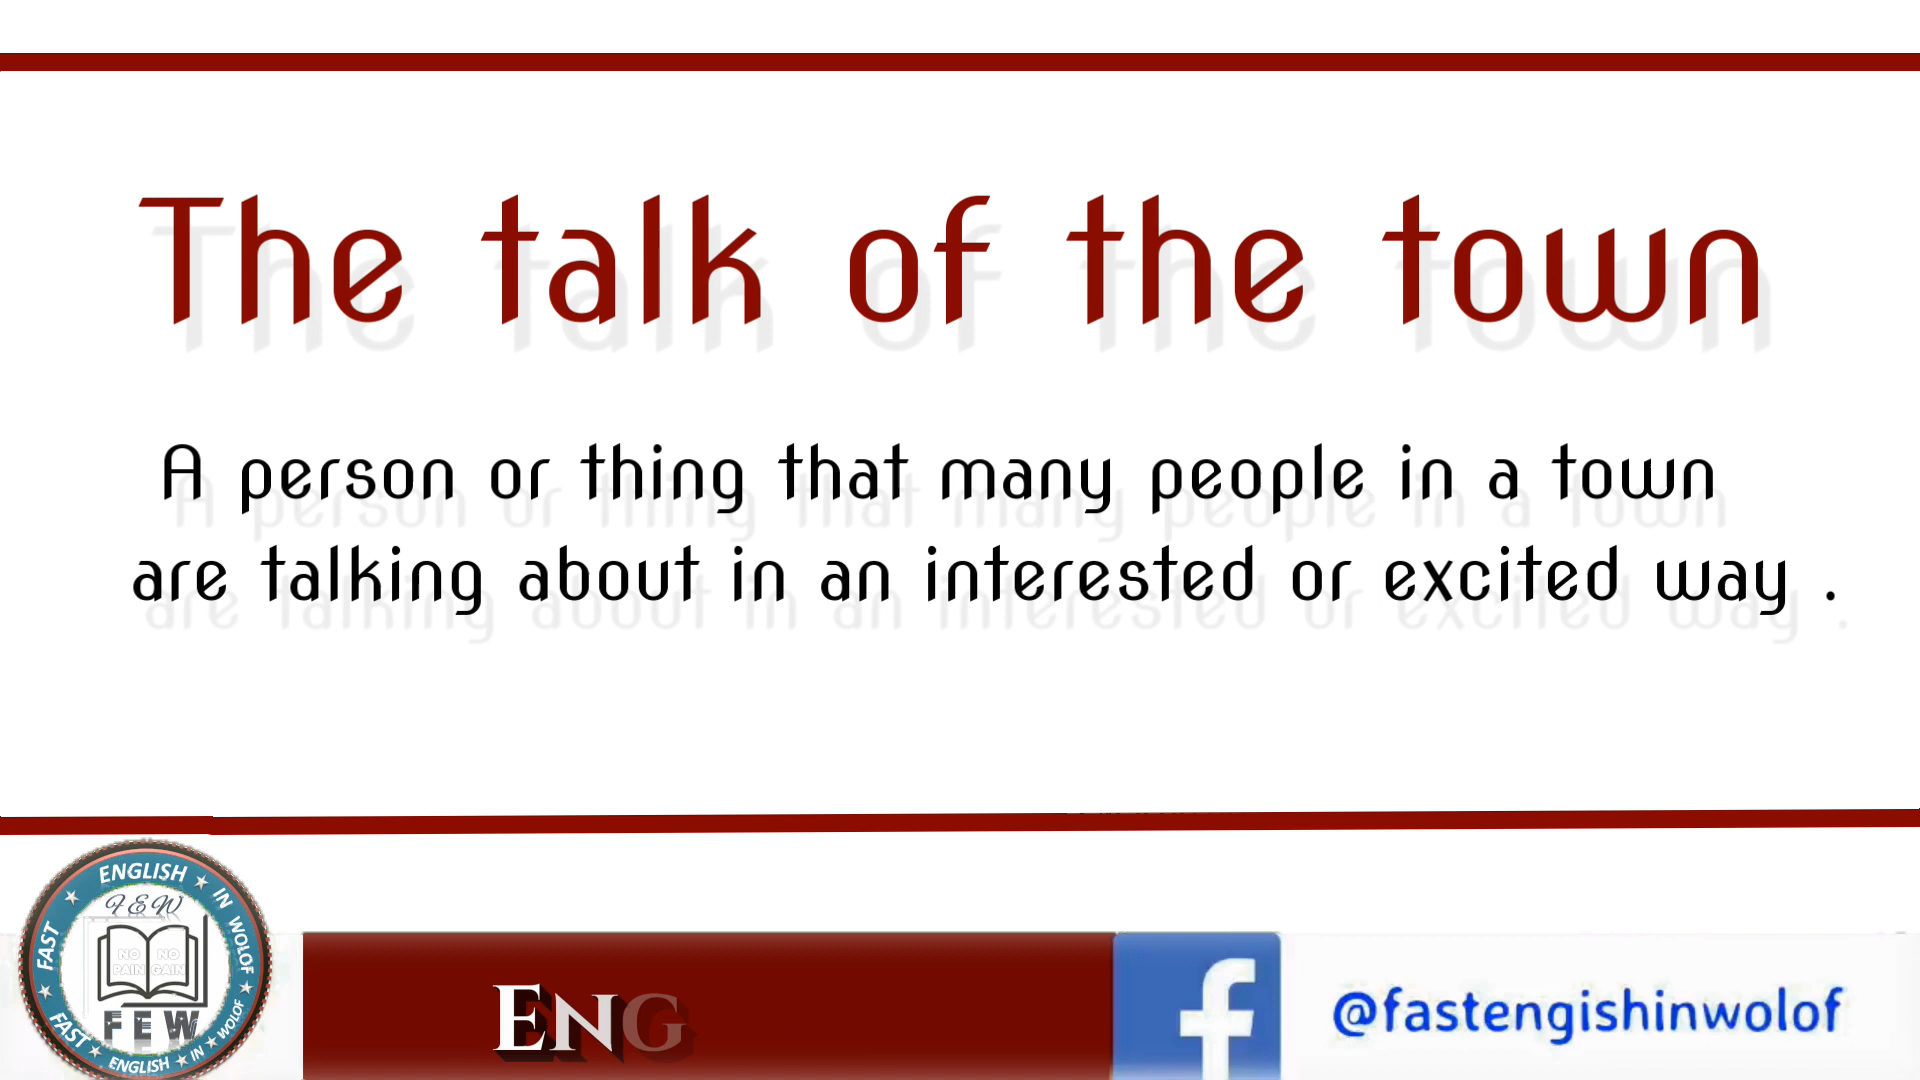 The talk of the town
A person or thing that many people in a town
are talking about in an interested or excited way .
ENGLISH ★ IN WOLOF ★
FAST ★
F E W
NO NO
PAIN GAIN
F E W
FAST ★ ENGLISH ★ IN ★ WOLOF
ENG
f
@fastengishinwolof